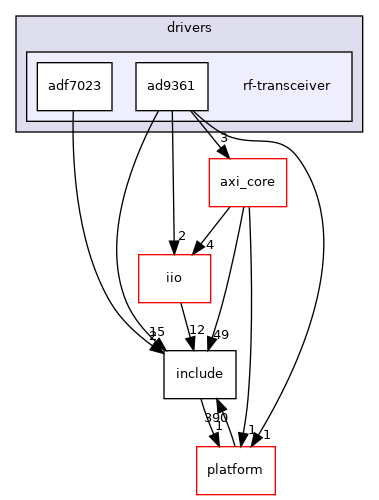 drivers
adf7023
ad9361
rf-transceiver
3
axi_core
2
4
iio
15
2
12
49
include
390
1
1
1
platform